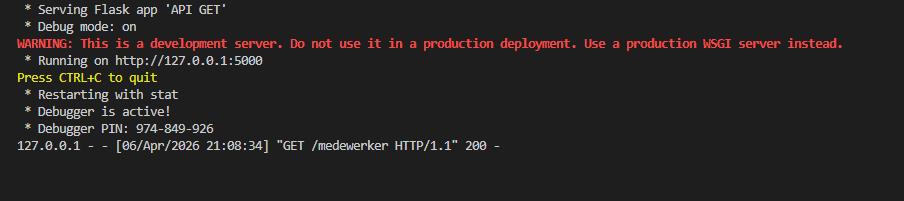 * Serving Flask app 'API GET'
* Debug mode: on
WARNING: This is a development server. Do not use it in a production deployment. Use a production WSGI server instead.
* Running on http://127.0.0.1:5000
Press CTRL+C to quit
* Restarting with stat
* Debugger is active!
* Debugger PIN: 974-849-926
127.0.0.1 - - [06/Apr/2026 21:08:34] "GET /medewerker HTTP/1.1" 200 -